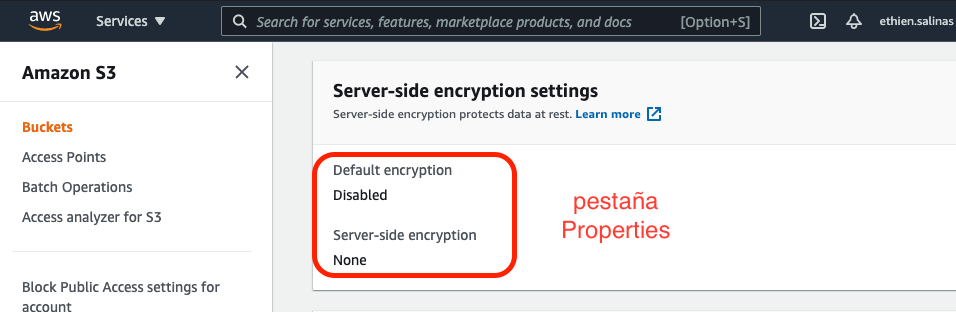 aws
Services
Search for services, features, marketplace products, and docs
[Option+S]
ethien.salinas
Amazon S3
Buckets
Access Points
Batch Operations
Access analyzer for S3
Block Public Access settings for
account
Server-side encryption settings
Server-side encryption protects data at rest. Learn more
Default encryption
Disabled
Server-side encryption
None
pestaña
Properties